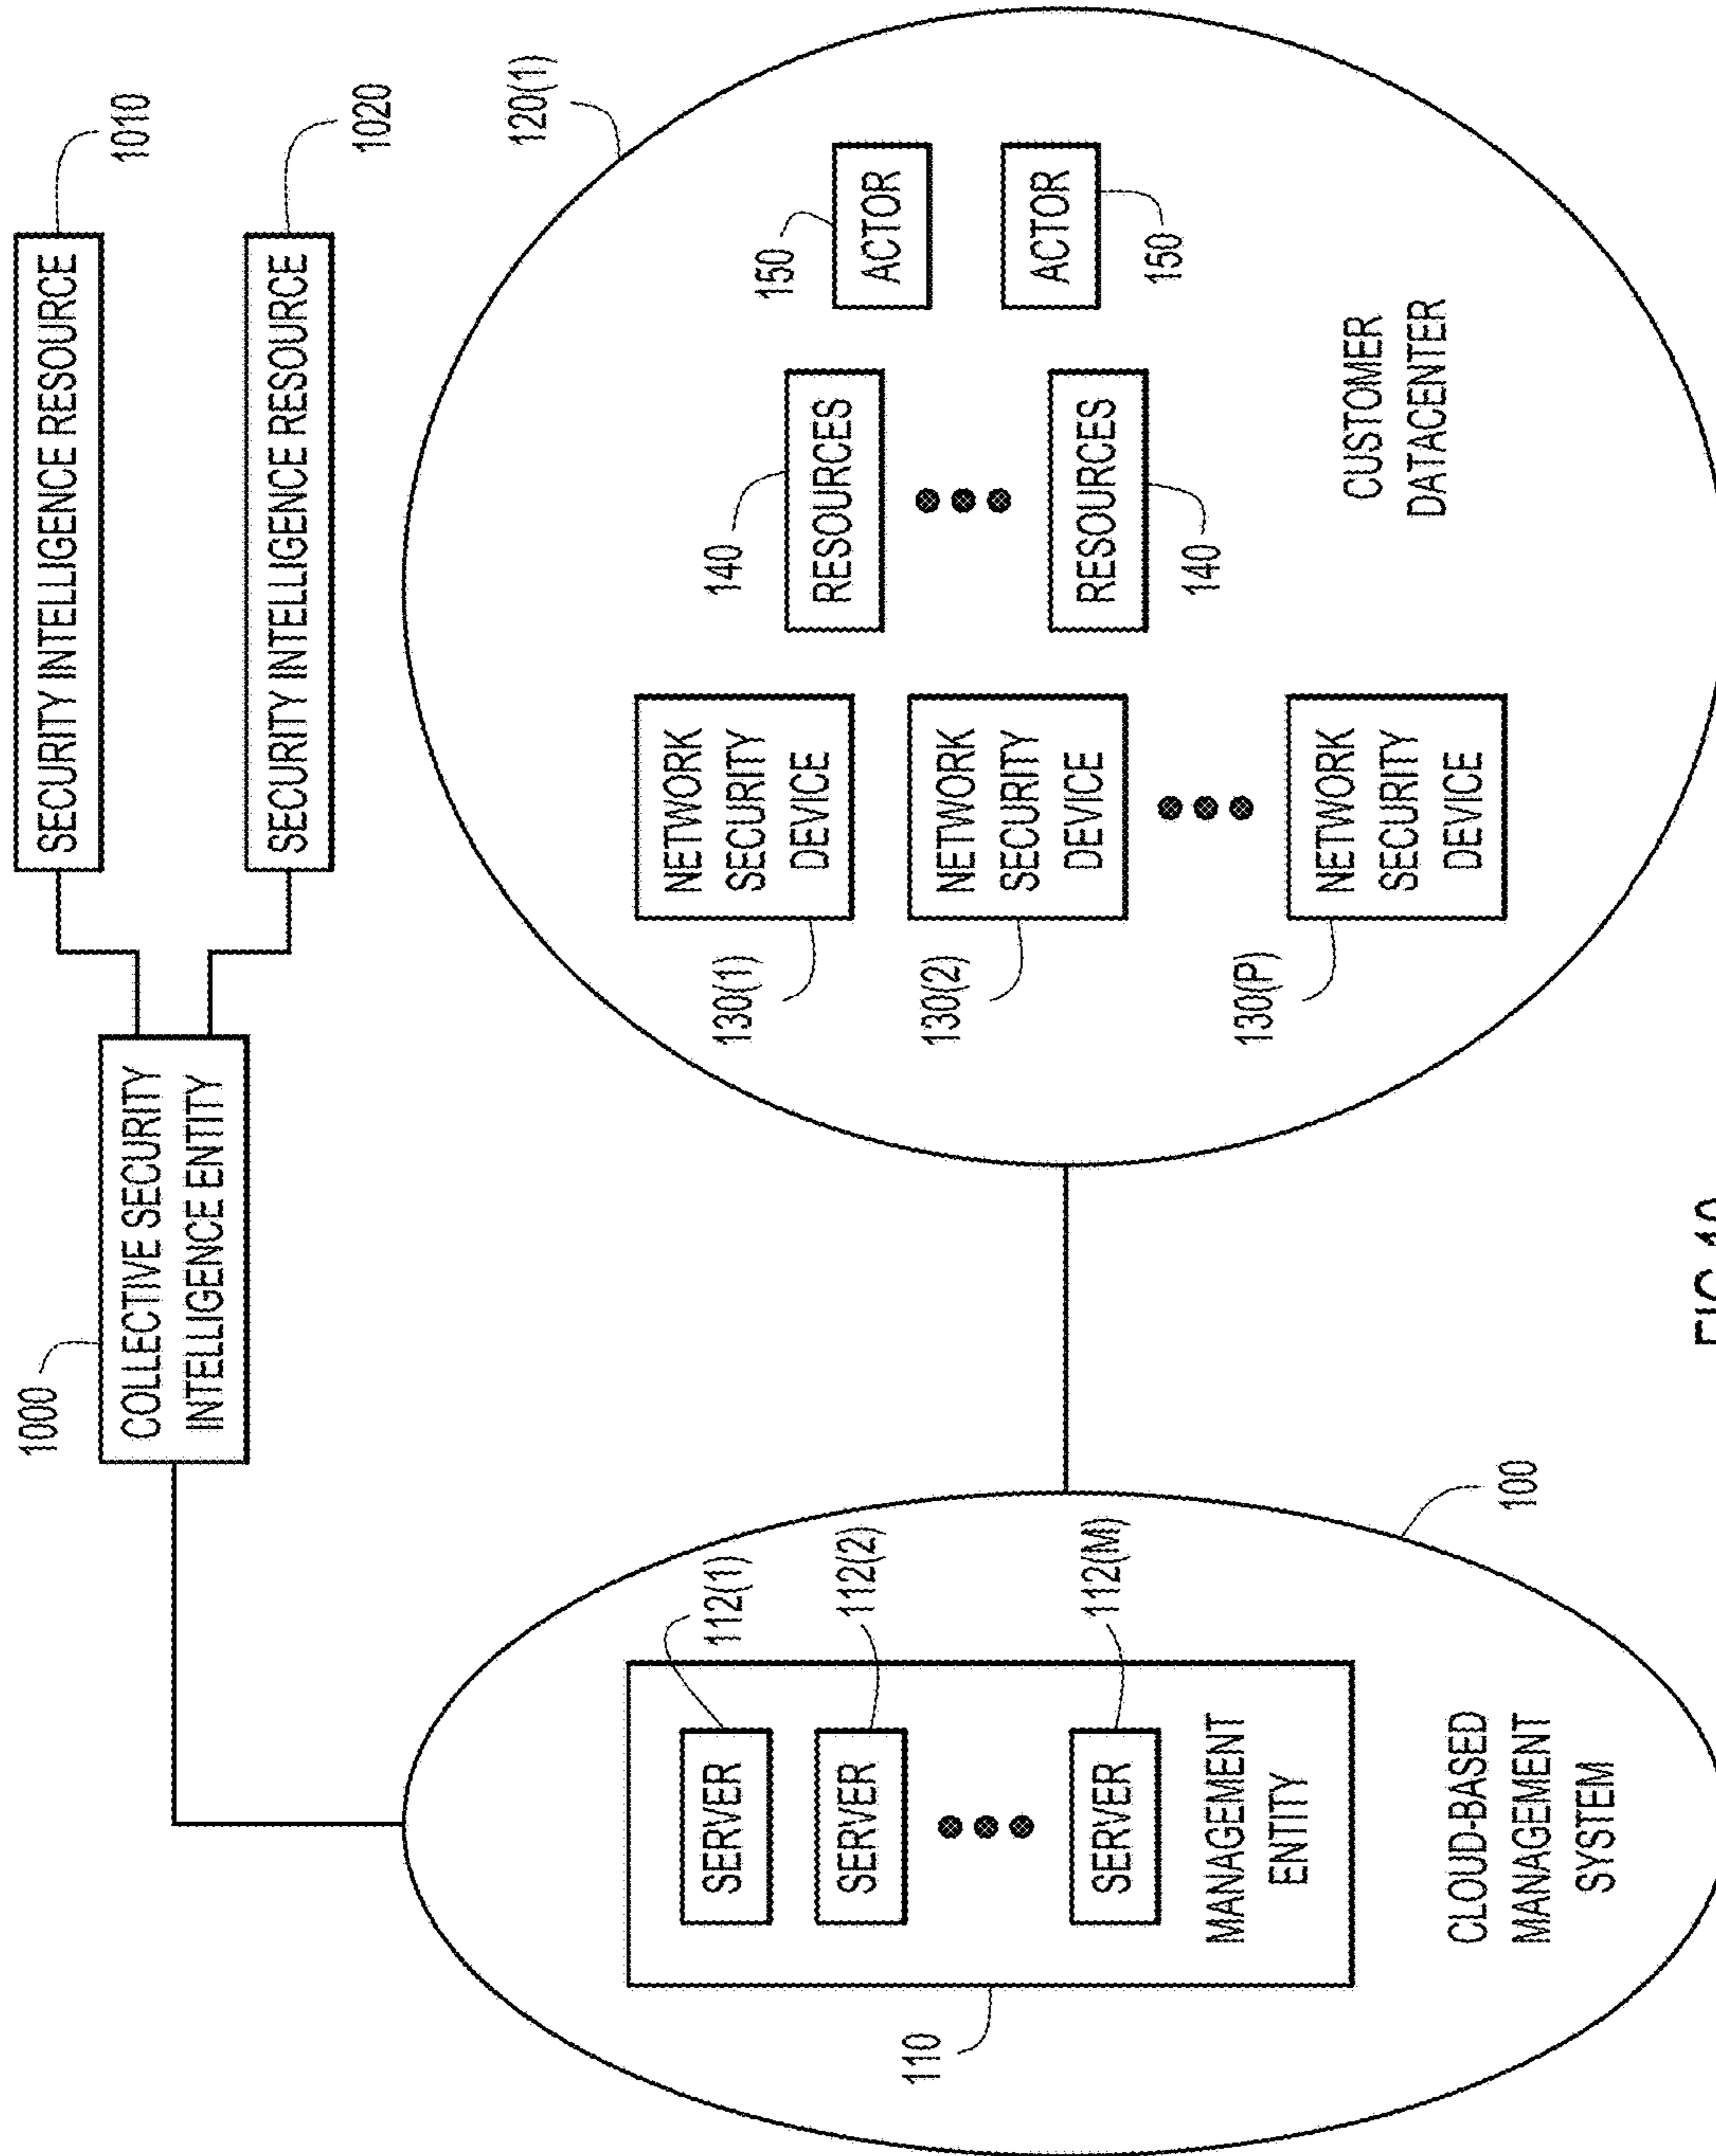 1000
COLLECTIVE SECURITY
INTELLIGENCE ENTITY
SECURITY INTELLIGENCE RESOURCE
1010
SECURITY INTELLIGENCE RESOURCE
1020
110
SERVER
112(1)
SERVER
112(2)
SERVER
112(M)
MANAGEMENT
ENTITY
CLOUD-BASED
MANAGEMENT
SYSTEM
100
120(1)
130(1)
NETWORK
SECURITY
DEVICE
130(2)
NETWORK
SECURITY
DEVICE
130(P)
NETWORK
SECURITY
DEVICE
140
RESOURCES
RESOURCES
140
150
ACTOR
ACTOR
150
CUSTOMER
DATACENTER